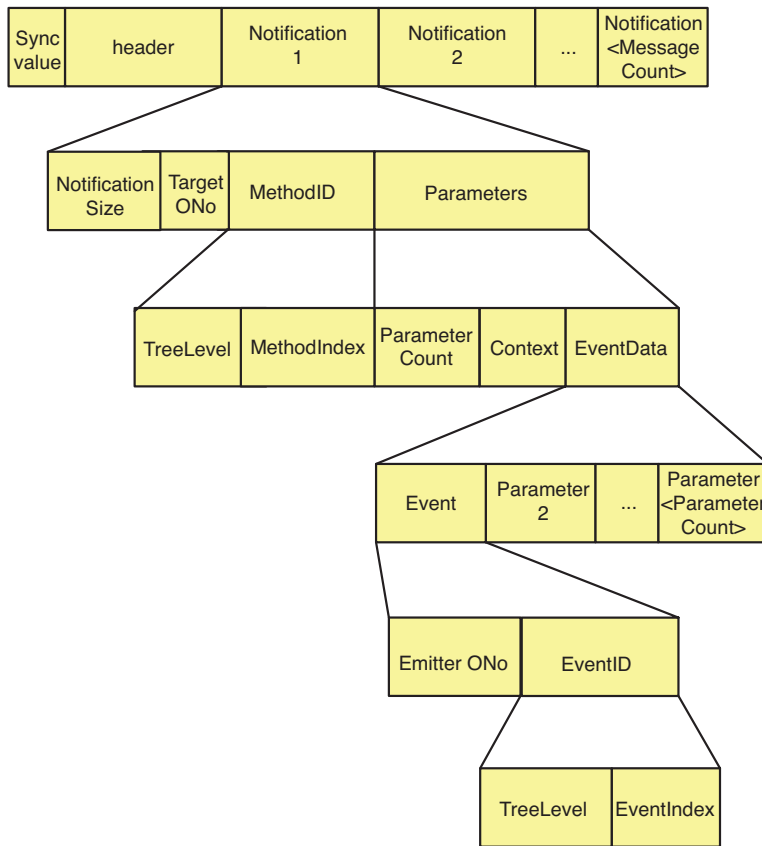 Sync
value
header
Notification
1
Notification
2
...
Notification
<Message
Count>
Notification
Size
Target
ONo
MethodID
Parameters
TreeLevel
MethodIndex
Parameter
Count
Context
EventData
Event
Parameter
2
...
Parameter
<Parameter
Count>
Emitter ONo
EventID
TreeLevel
EventIndex